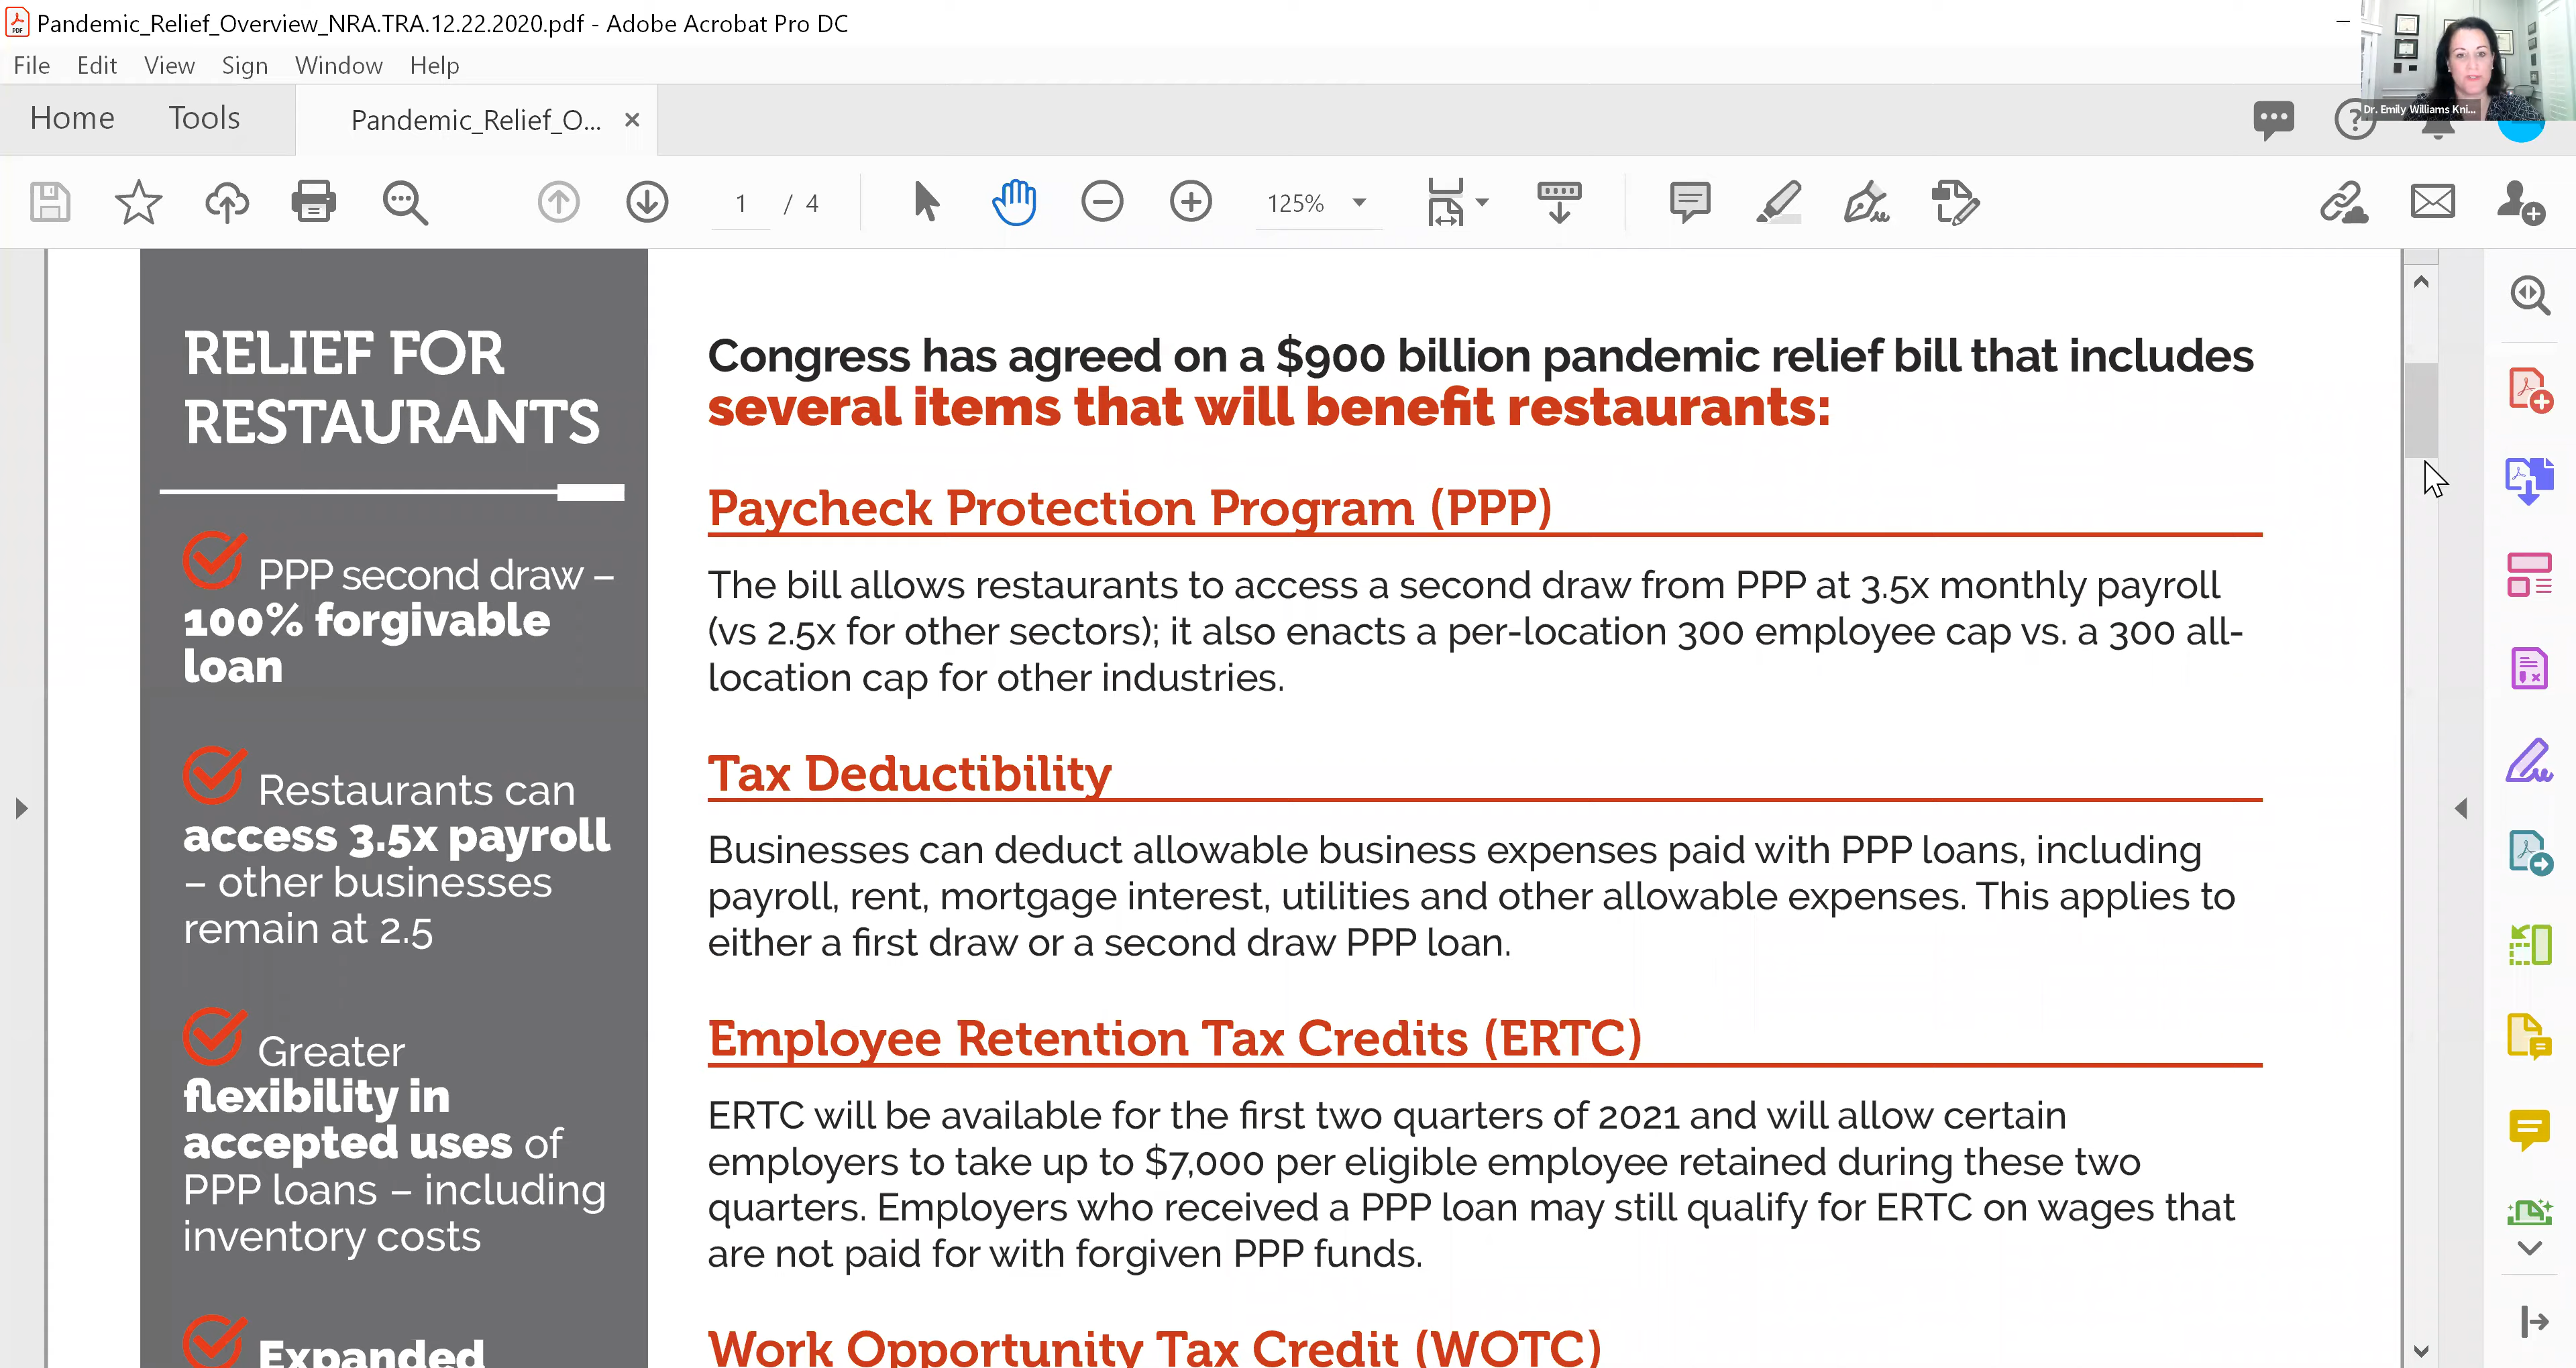 Pandemic_Relief_Overview_NRA.TRA.12.22.2020.pdf - Adobe Acrobat Pro DC
File Edit View Sign Window Help
Dr. Emily Williams Kni...
Home Tools Pandemic_Relief_O... ×
1 / 4 125%
RELIEF FOR
RESTAURANTS
PPP second draw –
100% forgivable
loan
Restaurants can
access 3.5x payroll
– other businesses
remain at 2.5
Greater
flexibility in
accepted uses of
PPP loans – including
inventory costs
Expanded
Congress has agreed on a $900 billion pandemic relief bill that includes
several items that will benefit restaurants:
Paycheck Protection Program (PPP)
The bill allows restaurants to access a second draw from PPP at 3.5x monthly payroll
(vs 2.5x for other sectors); it also enacts a per-location 300 employee cap vs. a 300 all-
location cap for other industries.
Tax Deductibility
Businesses can deduct allowable business expenses paid with PPP loans, including
payroll, rent, mortgage interest, utilities and other allowable expenses. This applies to
either a first draw or a second draw PPP loan.
Employee Retention Tax Credits (ERTC)
ERTC will be available for the first two quarters of 2021 and will allow certain
employers to take up to $7,000 per eligible employee retained during these two
quarters. Employers who received a PPP loan may still qualify for ERTC on wages that
are not paid for with forgiven PPP funds.
Work Opportunity Tax Credit (WOTC)